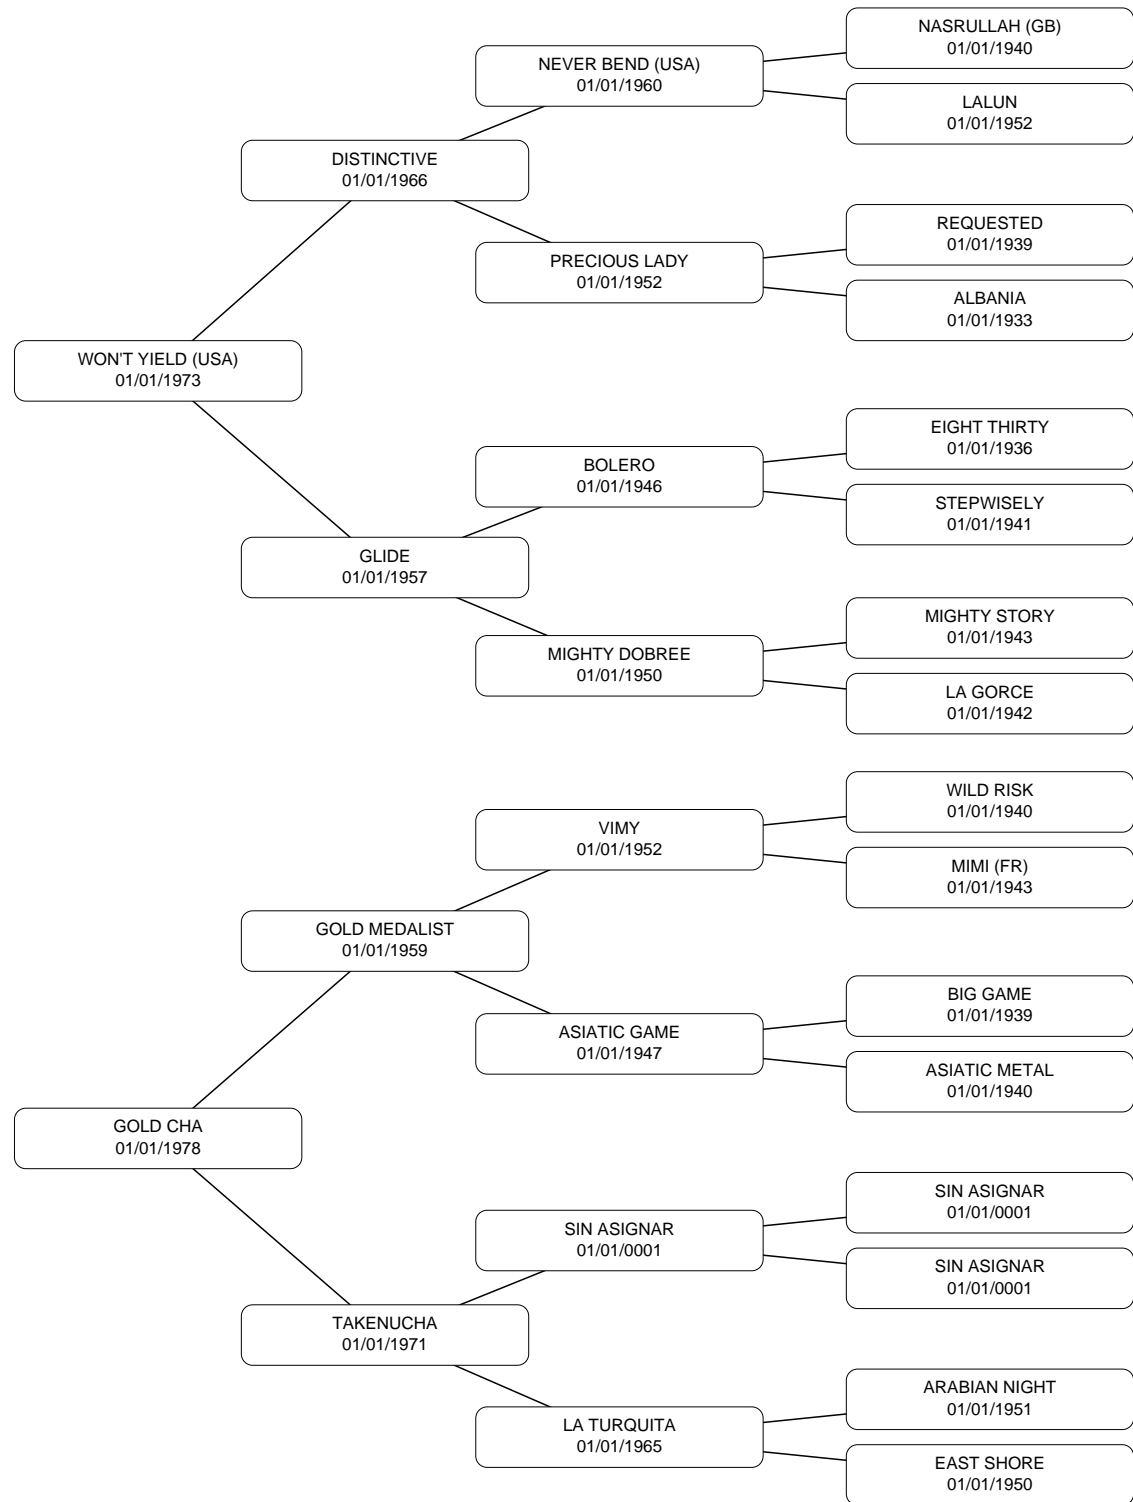 NASRULLAH (GB)
01/01/1940
NEVER BEND (USA)
01/01/1960
LALUN
01/01/1952
DISTINCTIVE
01/01/1966
REQUESTED
01/01/1939
PRECIOUS LADY
01/01/1952
ALBANIA
01/01/1933
WON'T YIELD (USA)
01/01/1973
EIGHT THIRTY
01/01/1936
BOLERO
01/01/1946
STEPWISELY
01/01/1941
GLIDE
01/01/1957
MIGHTY STORY
01/01/1943
MIGHTY DOBREE
01/01/1950
LA GORCE
01/01/1942
WILD RISK
01/01/1940
VIMY
01/01/1952
MIMI (FR)
01/01/1943
GOLD MEDALIST
01/01/1959
BIG GAME
01/01/1939
ASIATIC GAME
01/01/1947
ASIATIC METAL
01/01/1940
GOLD CHA
01/01/1978
SIN ASIGNAR
01/01/0001
SIN ASIGNAR
01/01/0001
SIN ASIGNAR
01/01/0001
TAKENUCHA
01/01/1971
ARABIAN NIGHT
01/01/1951
LA TURQUITA
01/01/1965
EAST SHORE
01/01/1950